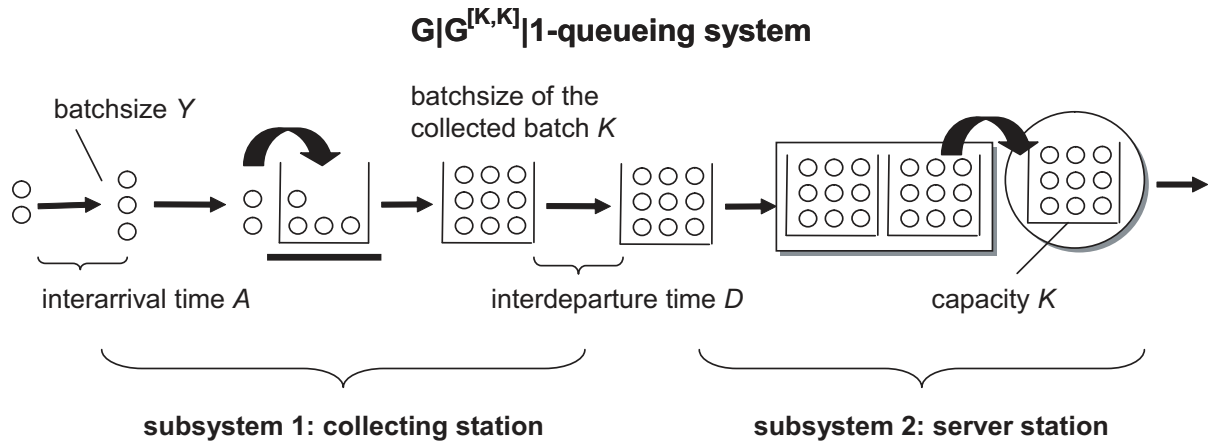 G|G[K,K]|1-queueing system
batchsize Y
batchsize of the
collected batch K
interarrival time A
interdeparture time D
capacity K
subsystem 1: collecting station
subsystem 2: server station